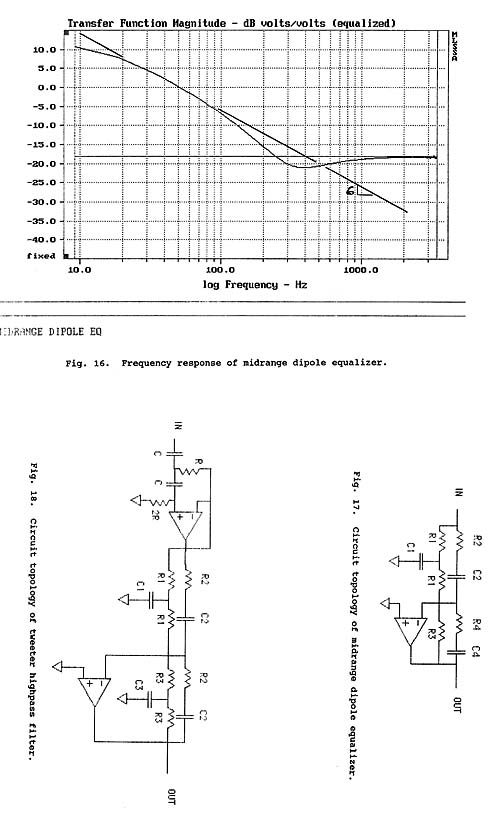 Transfer Function Magnitude - dB volts/volts (equalized)
10.0
5.0
0.0
-5.0
-10.0
-15.0
-20.0
-25.0
-30.0
-35.0
-40.0
fixed
6
10.0 100.0 1000.0
log Frequency - Hz
MIDRANGE DIPOLE EQ
Fig. 16. Frequency response of midrange dipole equalizer.
Fig. 17. Circuit topology of midrange dipole equalizer.
IN
R2
C2
R1
C1
R1
R4
C4
R3
OUT
Fig. 18. Circuit topology of tweeter highpass filter.
IN
C
R
C
2R
R2
C2
R1
C1
R1
R2
C2
R3
C3
R3
OUT